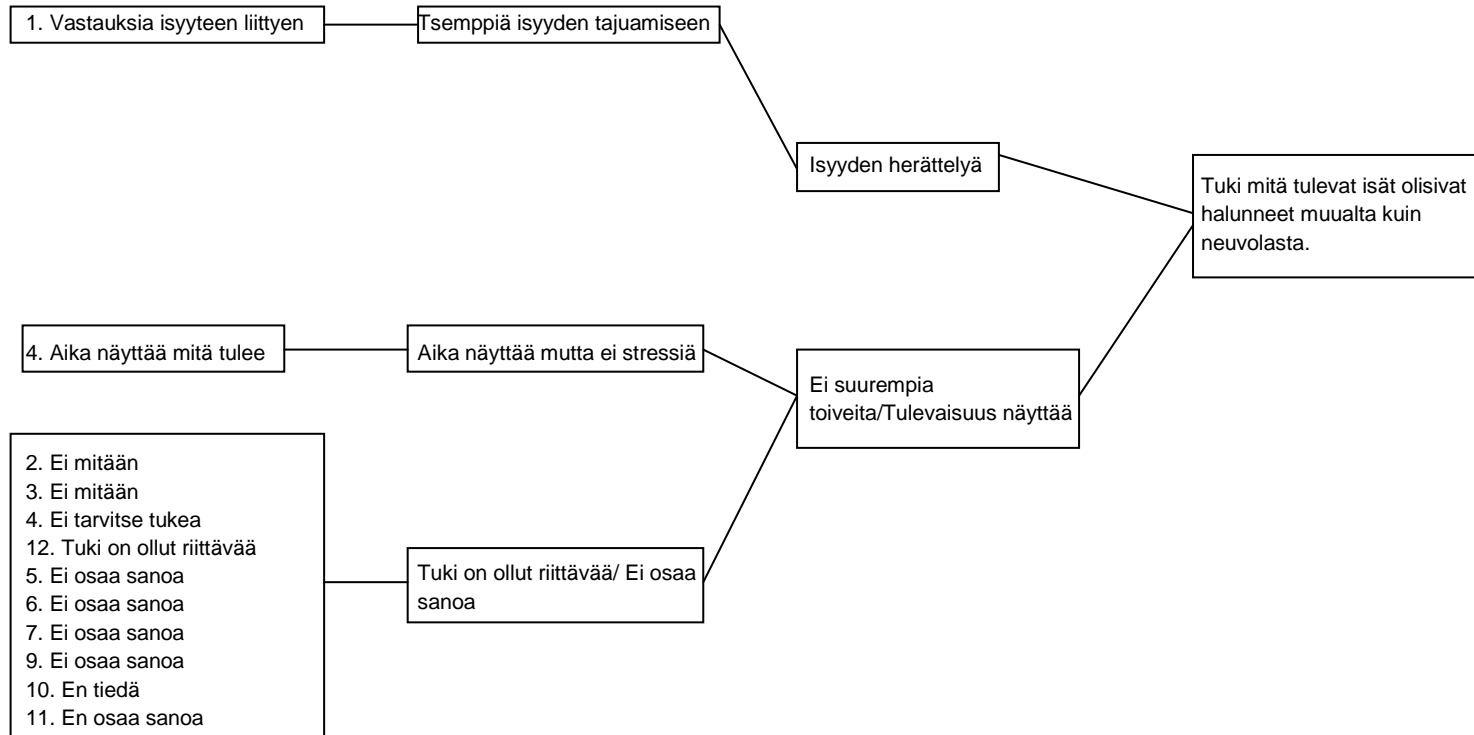 1. Vastauksia isyyteen liittyen
Tsemppiä isyyden tajuamiseen
Isyyden herättelyä
Tuki mitä tulevat isät olisivat
halunneet muualta kuin
neuvolasta.
4. Aika näyttää mitä tulee
Aika näyttää mutta ei stressiä
Ei suurempia
toiveita/Tulevaisuus näyttää
2. Ei mitään
3. Ei mitään
4. Ei tarvitse tukea
12. Tuki on ollut riittävää
5. Ei osaa sanoa
6. Ei osaa sanoa
7. Ei osaa sanoa
9. Ei osaa sanoa
10. En tiedä
11. En osaa sanoa
Tuki on ollut riittävää/ Ei osaa
sanoa